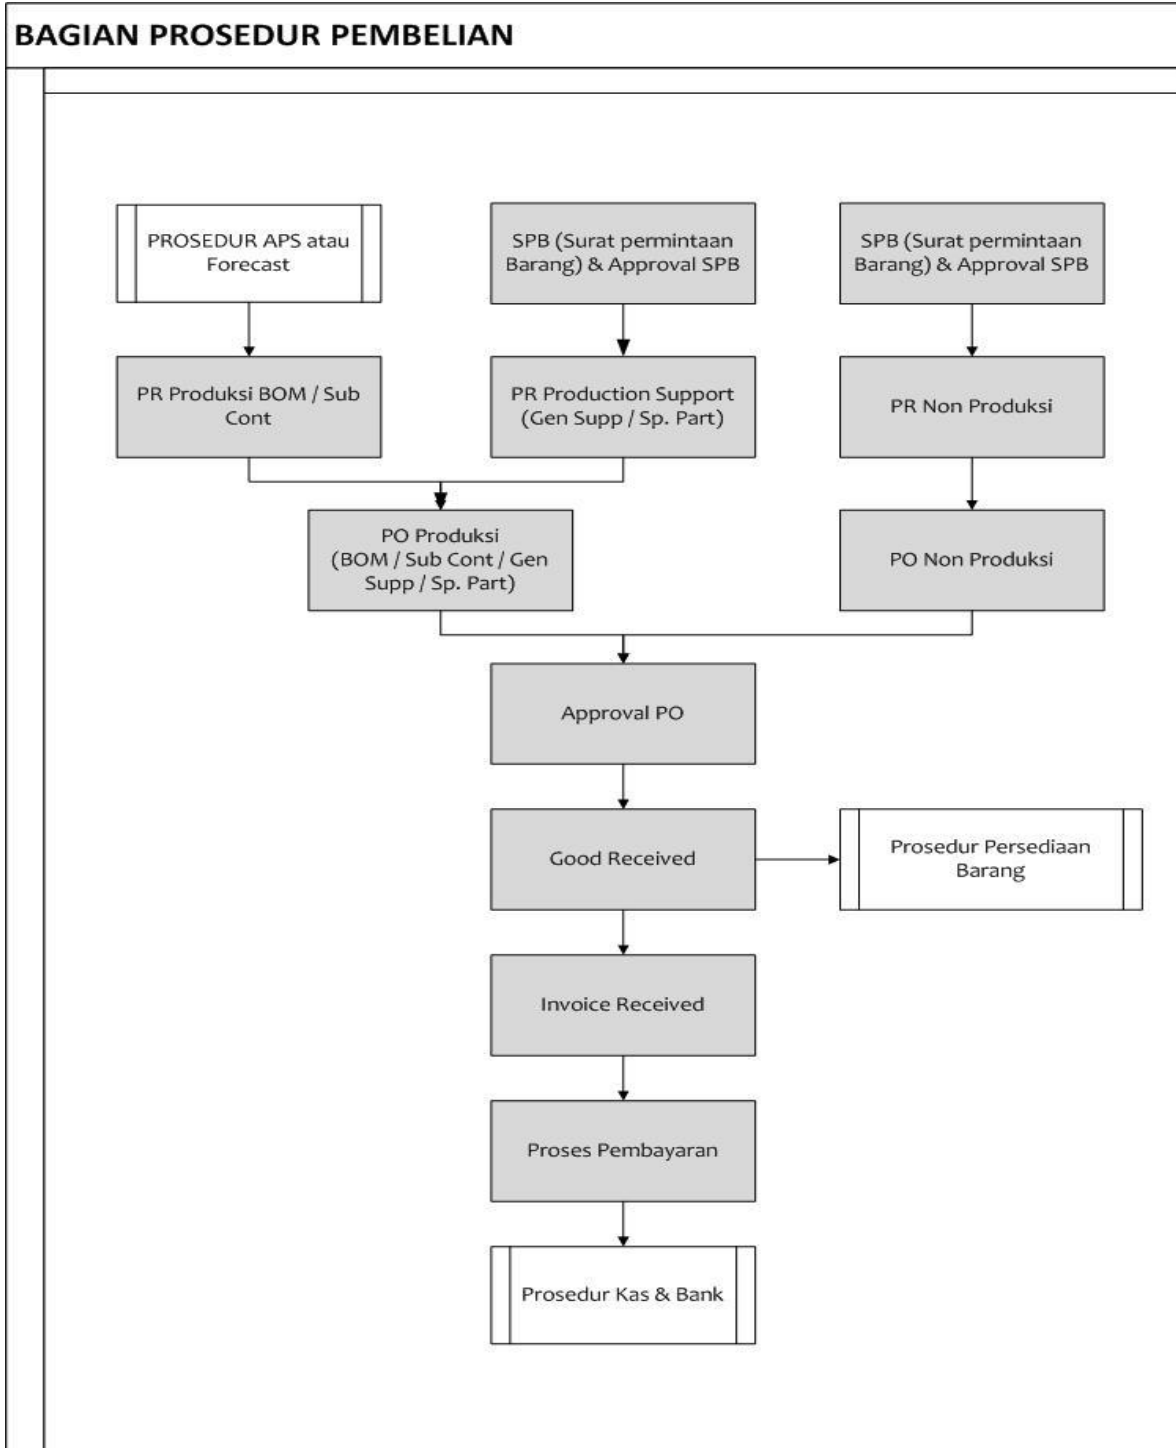 BAGIAN PROSEDUR PEMBELIAN
PROSEDUR APS atau
Forecast
SPB (Surat permintaan
Barang) & Approval SPB
SPB (Surat permintaan
Barang) & Approval SPB
PR Produksi BOM / Sub
Cont
PR Production Support
(Gen Supp / Sp. Part)
PR Non Produksi
PO Produksi
(BOM / Sub Cont / Gen
Supp / Sp. Part)
PO Non Produksi
Approval PO
Good Received
Prosedur Persediaan
Barang
Invoice Received
Proses Pembayaran
Prosedur Kas & Bank